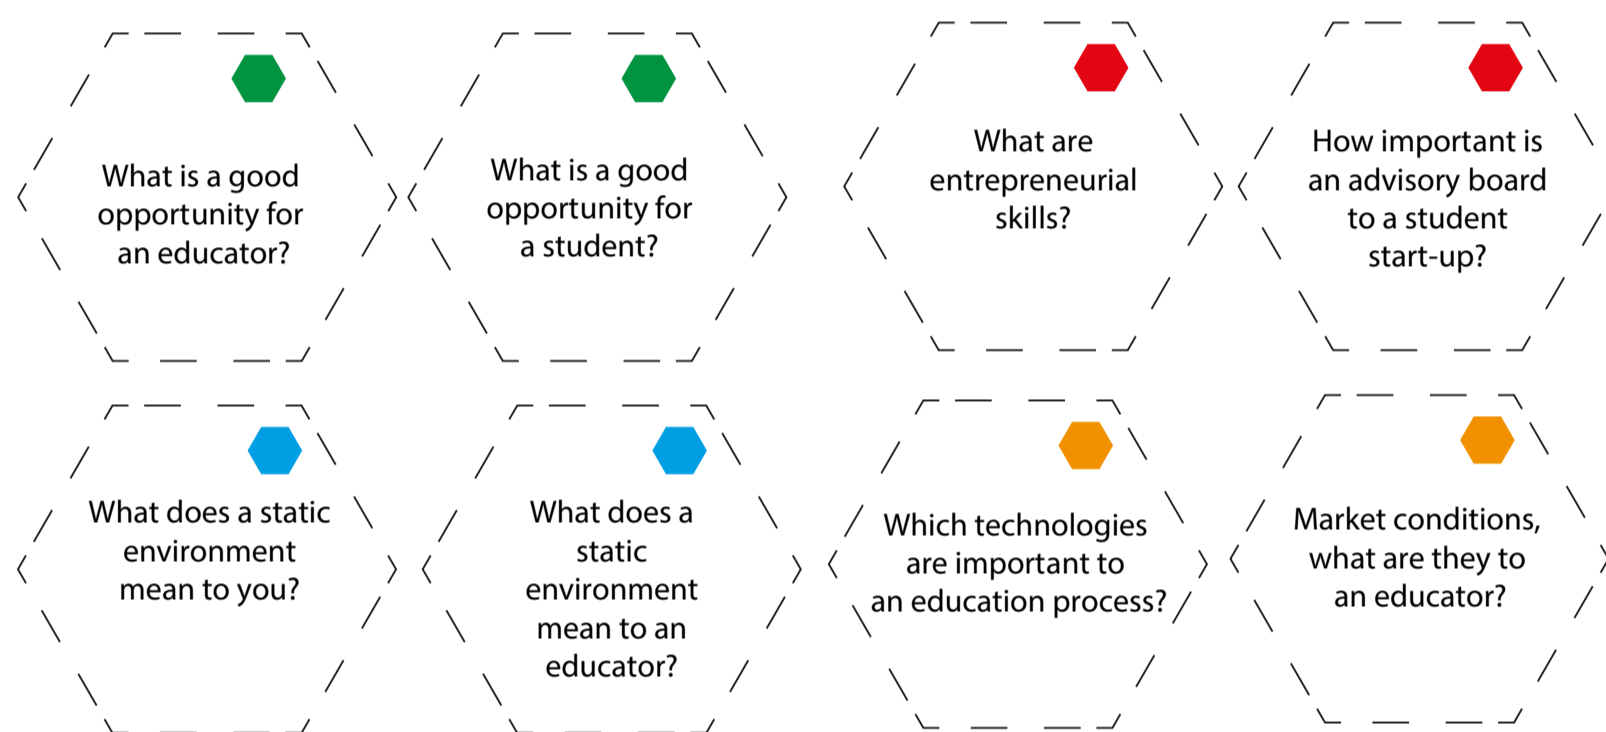 What is a good
opportunity for
an educator?
What is a good
opportunity for
a student?
What are
entrepreneurial
skills?
How important is
an advisory board
to a student
start-up?
What does a static
environment
mean to you?
What does a
static
environment
mean to an
educator?
Which technologies
are important to
an education process?
Market conditions,
what are they to
an educator?